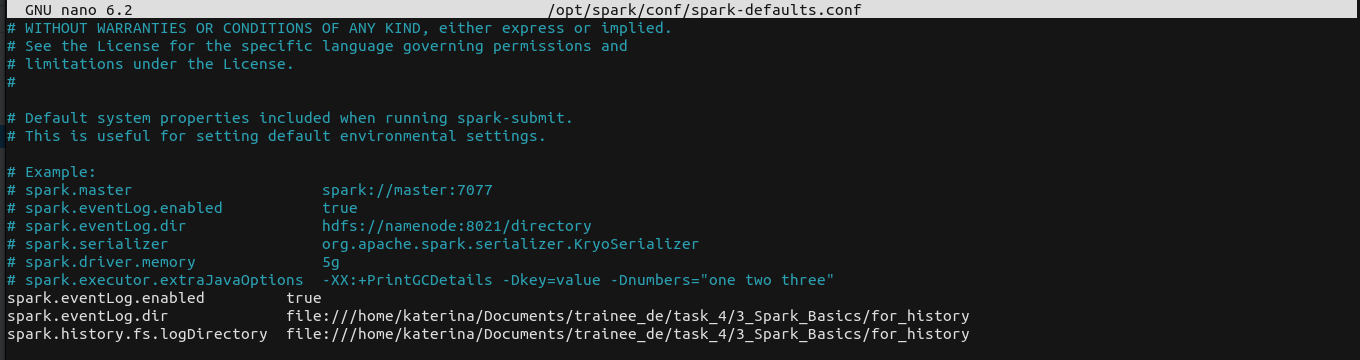 GNU nano 6.2 /opt/spark/conf/spark-defaults.conf
# WITHOUT WARRANTIES OR CONDITIONS OF ANY KIND, either express or implied.
# See the License for the specific language governing permissions and
# limitations under the License.
#
# Default system properties included when running spark-submit.
# This is useful for setting default environmental settings.
# Example:
# spark.master                     spark://master:7077
# spark.eventLog.enabled           true
# spark.eventLog.dir               hdfs://namenode:8021/directory
# spark.serializer                 org.apache.spark.serializer.KryoSerializer
# spark.driver.memory              5g
# spark.executor.extraJavaOptions  -XX:+PrintGCDetails -Dkey=value -Dnumbers="one two three"
spark.eventLog.enabled         true
spark.eventLog.dir             file:///home/katerina/Documents/trainee_de/task_4/3_Spark_Basics/for_history
spark.history.fs.logDirectory  file:///home/katerina/Documents/trainee_de/task_4/3_Spark_Basics/for_history